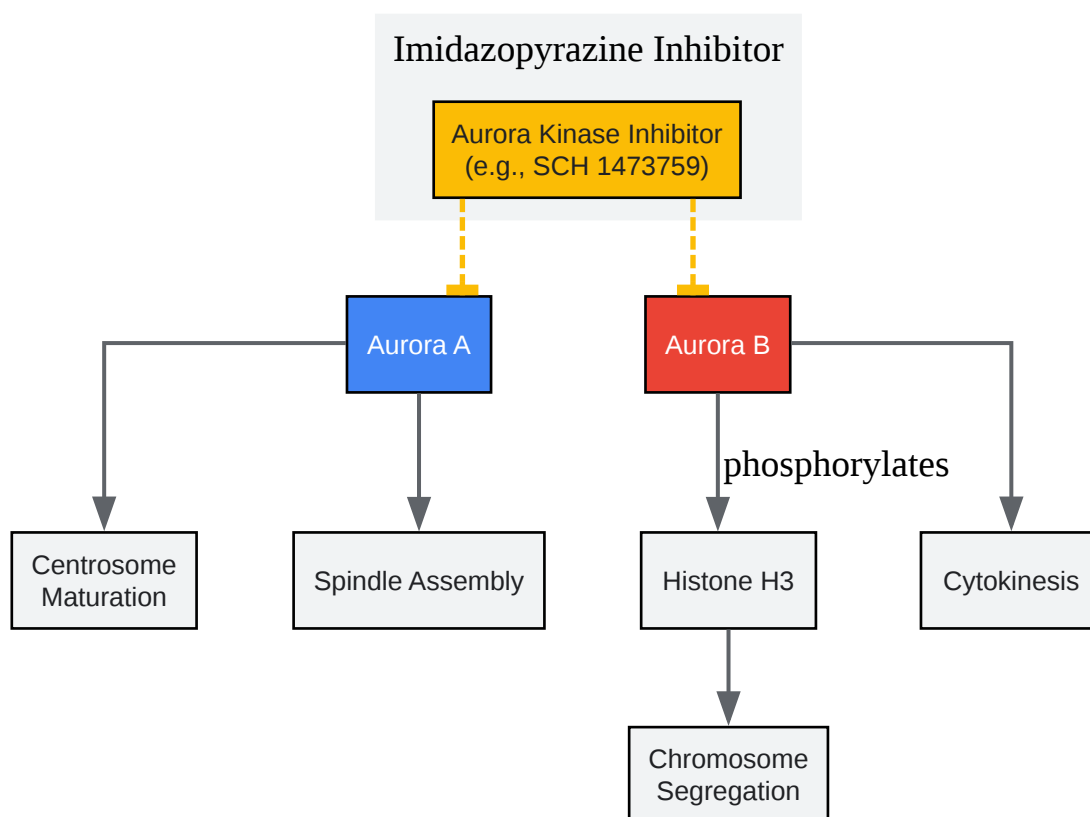 Imidazopyrazine Inhibitor
Aurora Kinase Inhibitor
(e.g., SCH 1473759)
Aurora A
Aurora B
phosphorylates
Centrosome
Maturation
Spindle Assembly
Histone H3
Cytokinesis
Chromosome
Segregation